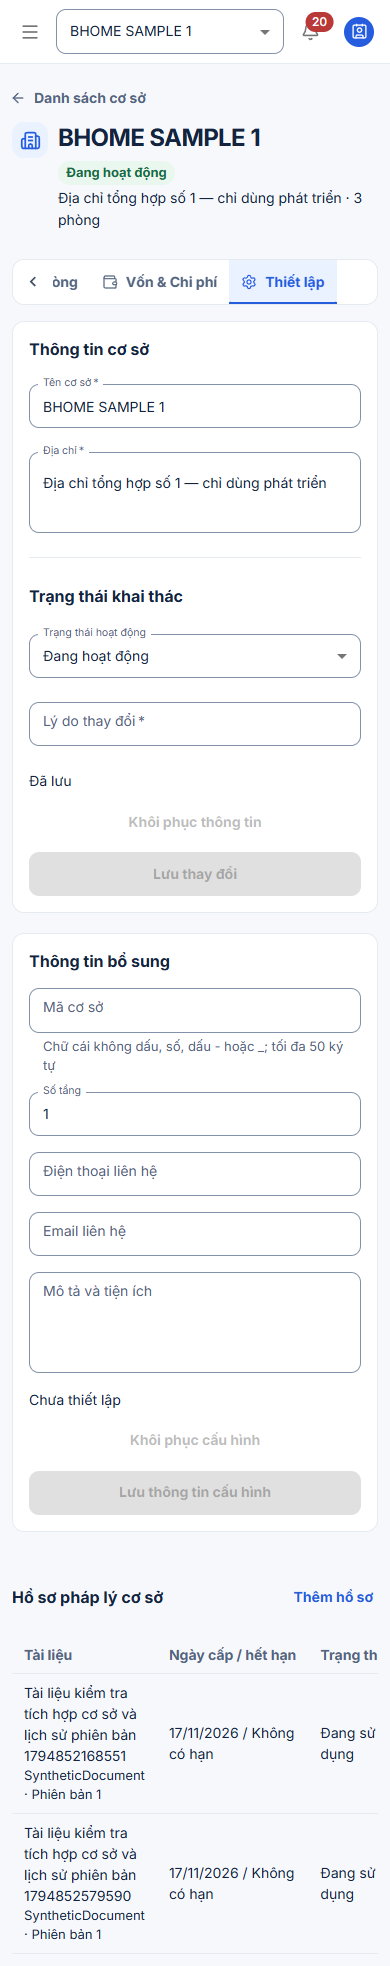 BHOME SAMPLE 1
20
Danh sách cơ sở
BHOME SAMPLE 1
Đang hoạt động
Địa chỉ tổng hợp số 1 — chỉ dùng phát triển · 3
phòng
òng
Vốn & Chi phí
Thiết lập
Thông tin cơ sở
Tên cơ sở *
BHOME SAMPLE 1
Địa chỉ *
Địa chỉ tổng hợp số 1 — chỉ dùng phát triển
Trạng thái khai thác
Trạng thái hoạt động
Đang hoạt động
Lý do thay đổi *
Đã lưu
Khôi phục thông tin
Lưu thay đổi
Thông tin bổ sung
Mã cơ sở
Chữ cái không dấu, số, dấu - hoặc _; tối đa 50 ký
tự
Số tầng
1
Điện thoại liên hệ
Email liên hệ
Mô tả và tiện ích
Chưa thiết lập
Khôi phục cấu hình
Lưu thông tin cấu hình
Hồ sơ pháp lý cơ sở
Thêm hồ sơ
Tài liệu
Ngày cấp / hết hạn
Trạng th
Tài liệu kiểm tra
tích hợp cơ sở và
lịch sử phiên bản
1794852168551
SyntheticDocument
· Phiên bản 1
17/11/2026 / Không
có hạn
Đang sử
dụng
Tài liệu kiểm tra
tích hợp cơ sở và
lịch sử phiên bản
1794852579590
SyntheticDocument
· Phiên bản 1
17/11/2026 / Không
có hạn
Đang sử
dụng